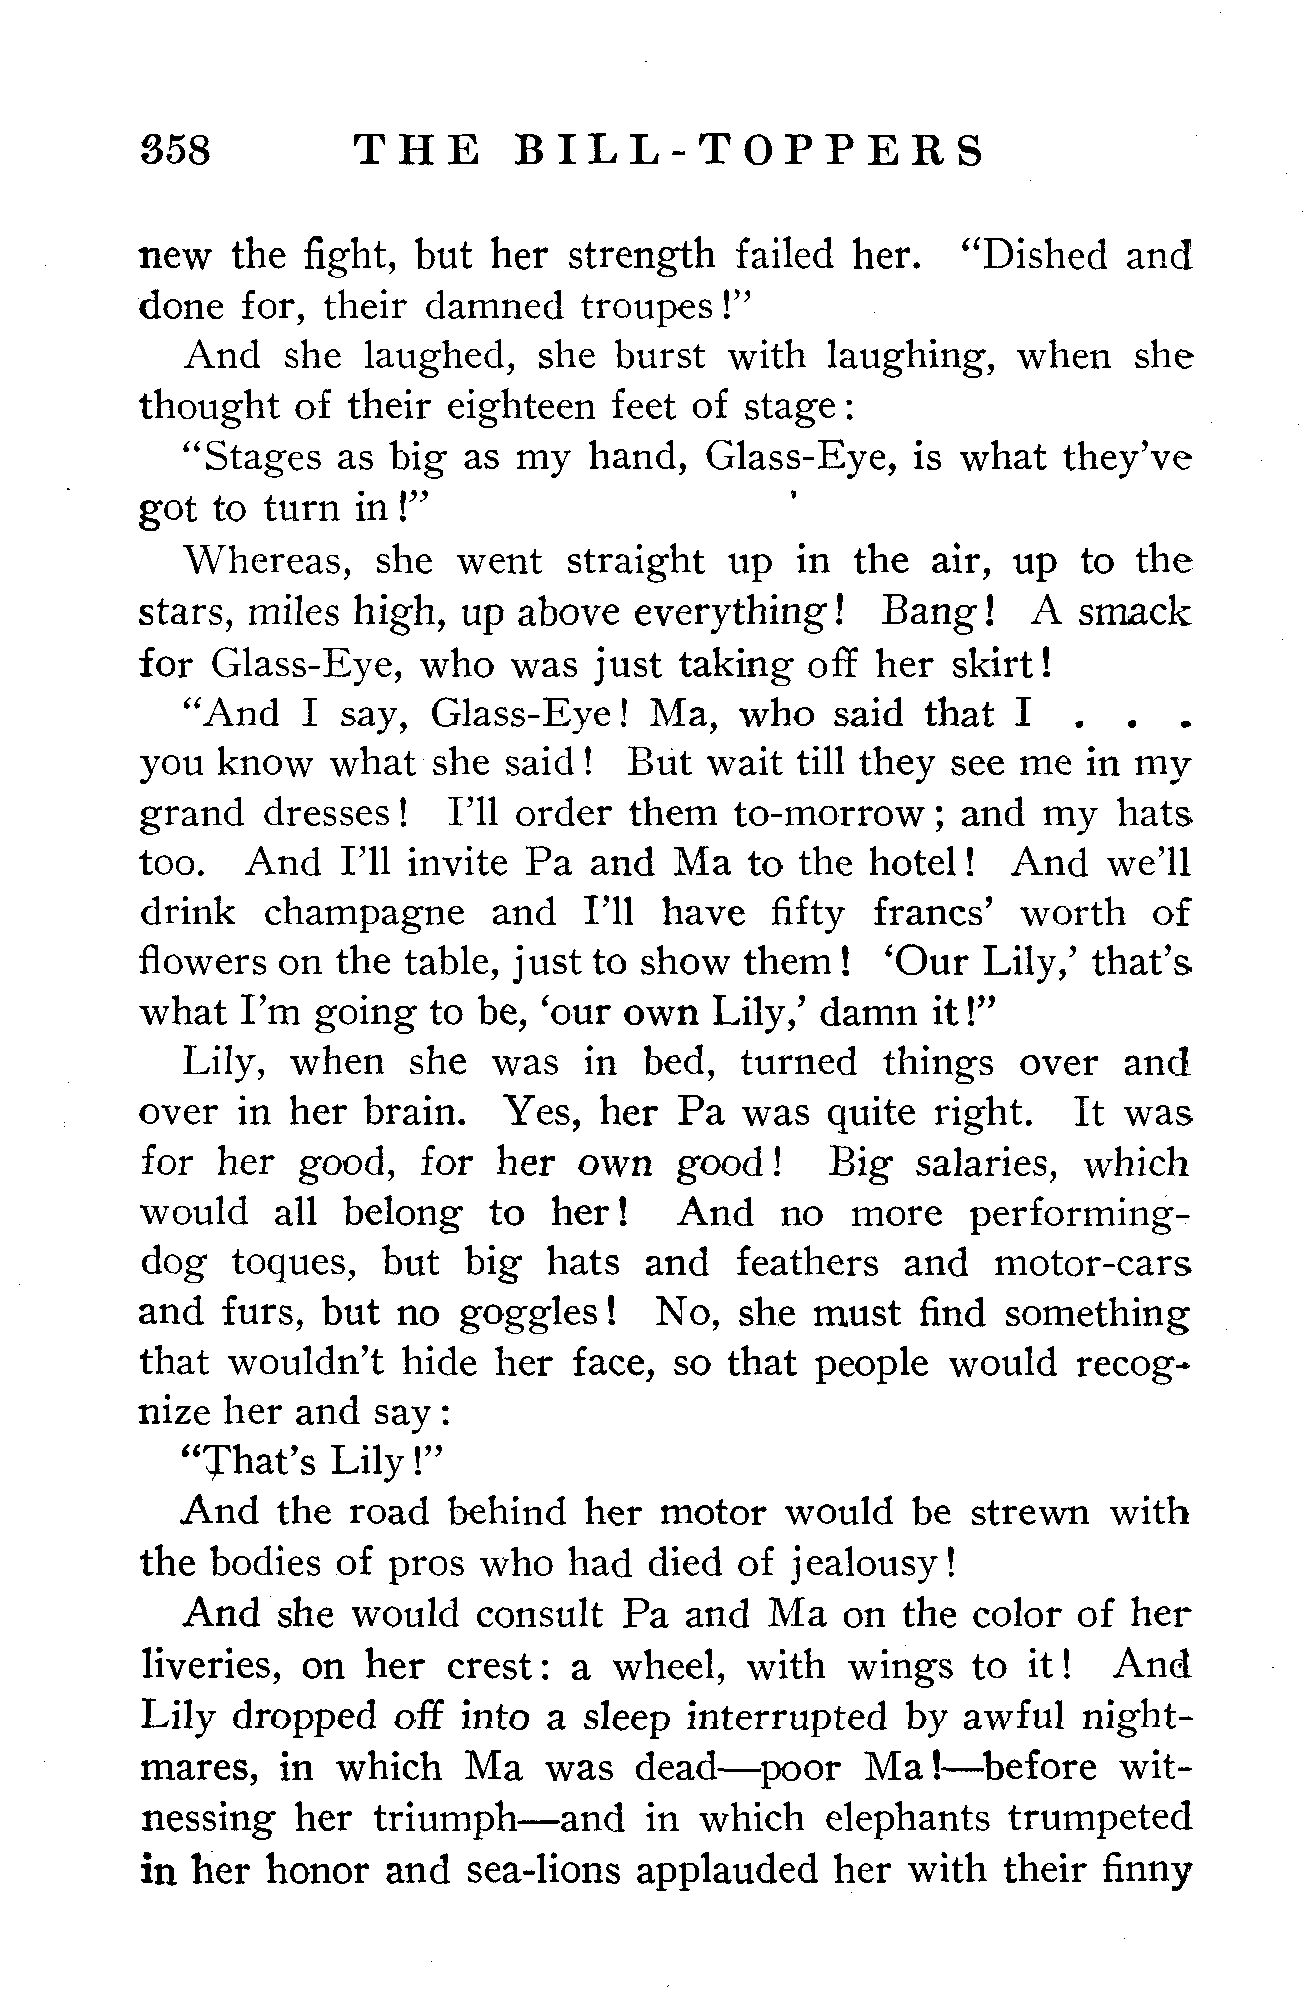 358 THE BILL-TOPPERS
new the fight, but her strength failed her. “Dished and
done for, their damned troupes!”
And she laughed, she burst with laughing, when she
thought of their eighteen feet of stage:
“Stages as big as my hand, Glass-Eye, is what they’ve
got to turn in!”
Whereas, she went straight up in the air, up to the
stars, miles high, up above everything! Bang! A smack
for Glass-Eye, who was just taking off her skirt!
“And I say, Glass-Eye! Ma, who said that I . . .
you know what she said! But wait till they see me in my
grand dresses! I’ll order them to-morrow; and my hats
too. And I’ll invite Pa and Ma to the hotel! And we’ll
drink champagne and I’ll have fifty francs’ worth of
flowers on the table, just to show them! ‘Our Lily,’ that’s
what I’m going to be, ‘our own Lily,’ damn it!”
Lily, when she was in bed, turned things over and
over in her brain. Yes, her Pa was quite right. It was
for her good, for her own good! Big salaries, which
would all belong to her! And no more performing-
dog toques, but big hats and feathers and motor-cars
and furs, but no goggles! No, she must find something
that wouldn’t hide her face, so that people would recog-
nize her and say:
“That’s Lily!”
And the road behind her motor would be strewn with
the bodies of pros who had died of jealousy!
And she would consult Pa and Ma on the color of her
liveries, on her crest: a wheel, with wings to it! And
Lily dropped off into a sleep interrupted by awful night-
mares, in which Ma was dead—poor Ma!—before wit-
nessing her triumph—and in which elephants trumpeted
in her honor and sea-lions applauded her with their finny